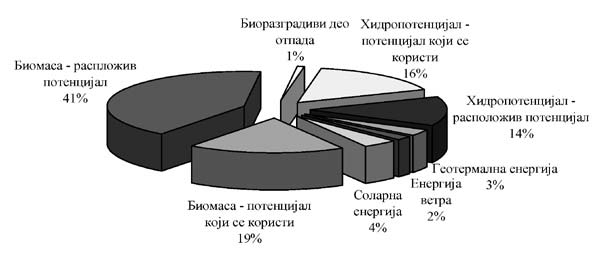 Биоразградиви део
отпада
1%
Хидропотенцијал -
потенцијал који се
користи
16%
Биомаса - распложив
потенцијал
41%
Хидропотенцијал -
расположив потенцијал
14%
Геотермална енергија
3%
Енергија
ветра
2%
Соларна
енергија
4%
Биомаса - потенцијал
који се користи
19%